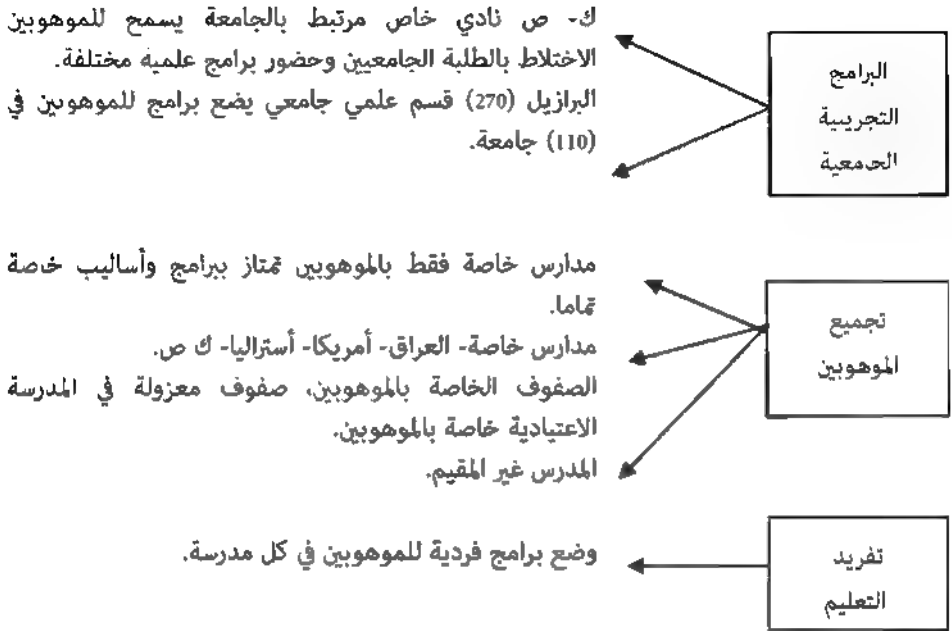 البرامج
التجريبية
الجمعية
ك- ص نادي خاص مرتبط بالجامعة يسمح للموهوبين
الاختلاط بالطلبة الجامعيين وحضور برامج علمية مختلفة.
البرازيل (270) قسم علمي جامعي يضع برامج للموهوبين في
(110) جامعة.
تجميع
الموهوبين
مدارس خاصة فقط بالموهوبين تمتاز ببرامج وأساليب خاصة
تماما.
مدارس خاصة- العراق- أمريكا- أستراليا- ك ص.
الصفوف الخاصة بالموهوبين، صفوف معزولة في المدرسة
الاعتيادية خاصة بالموهوبين.
المدرس غير المقيم.
تفريد
التعليم
وضع برامج فردية للموهوبين في كل مدرسة.